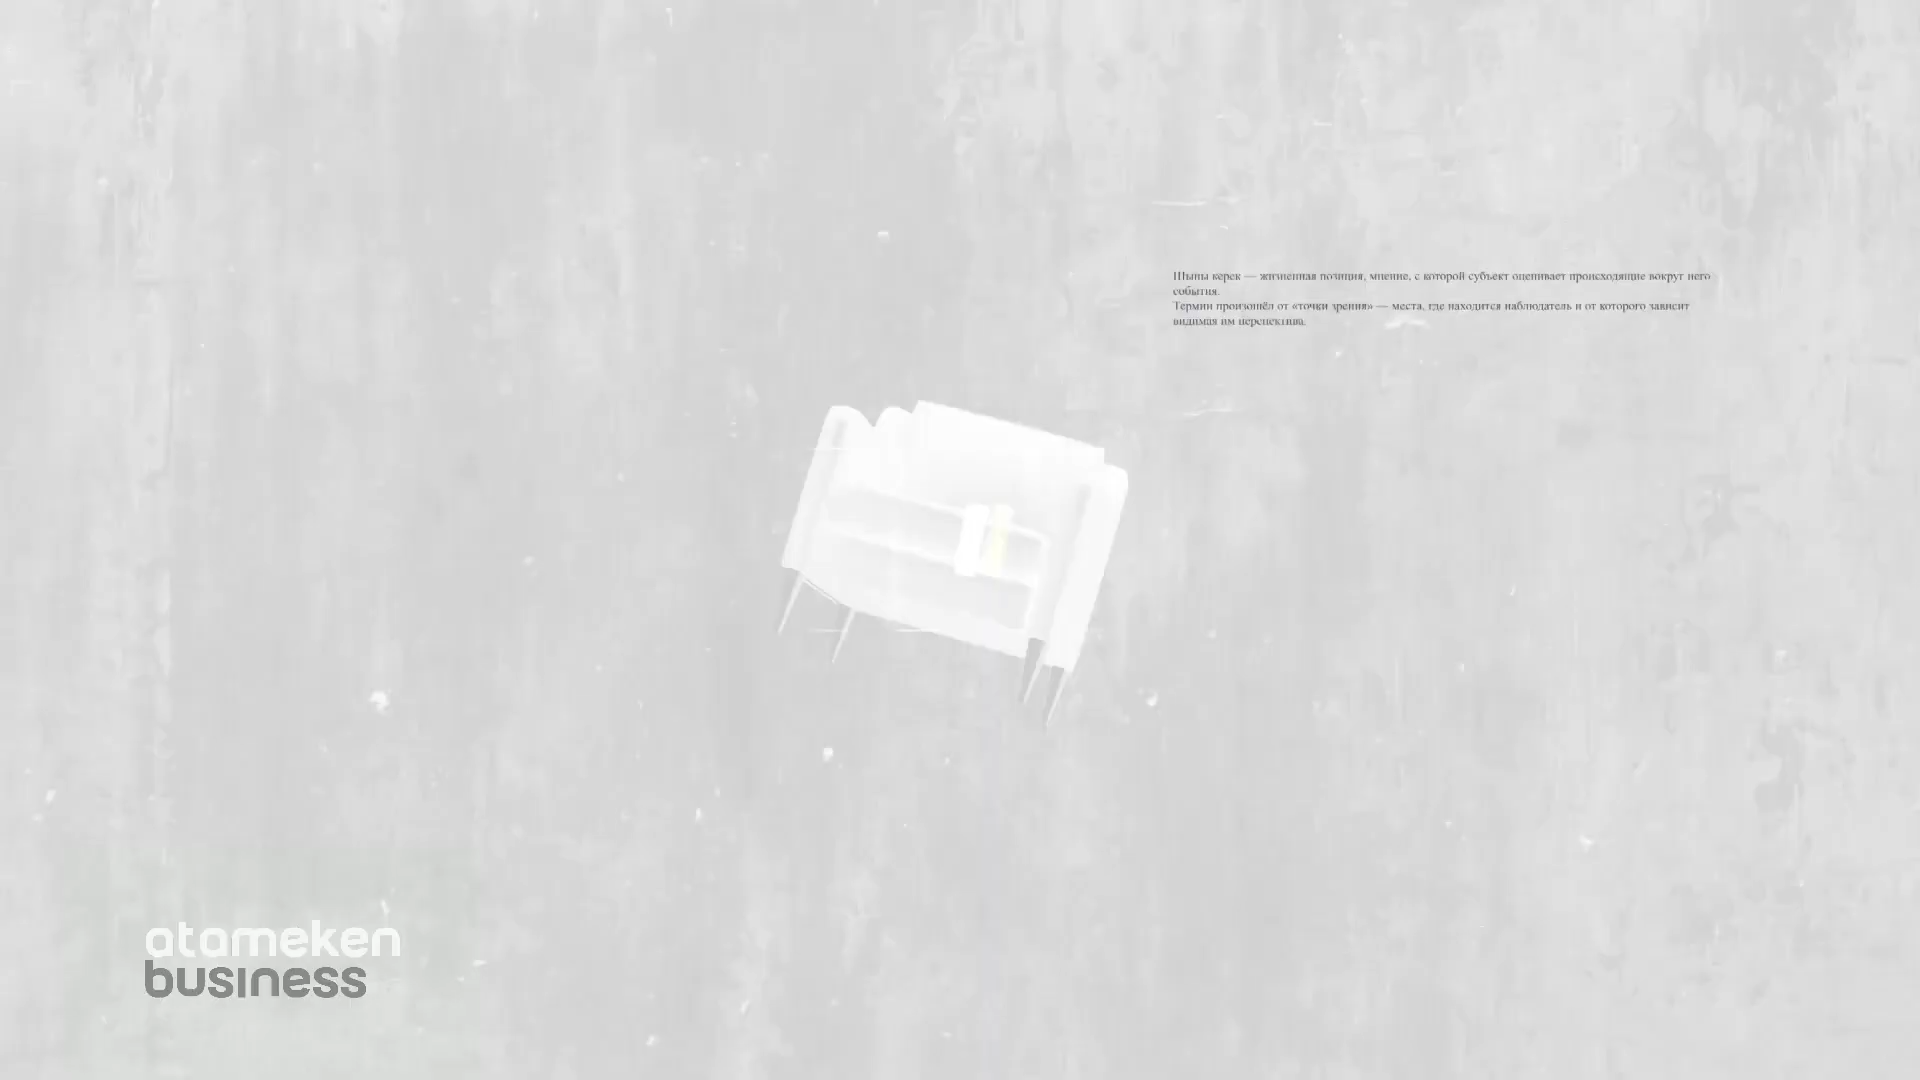 Шыны керек — жизненная позиция, мнение, с которой субъект оценивает происходящие вокруг него
события.
Термин произошёл от «точки зрения» — места, где находится наблюдатель и от которого зависит
видимая им перспектива.
atameken
business